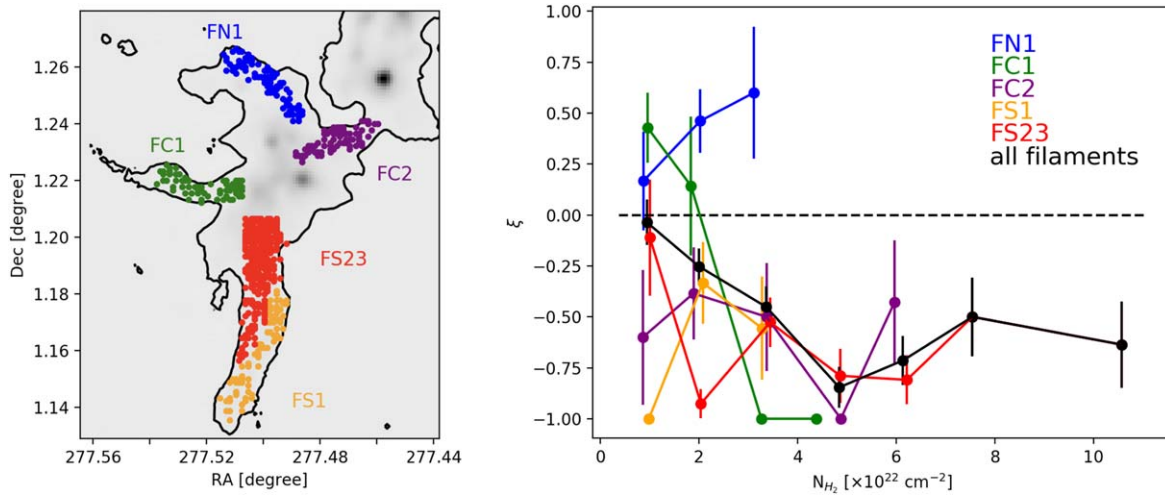 FN1
FC1
FC2
FS23
FS1
1.26
1.24
1.22
1.20
1.18
1.16
1.14
Dec [degree]
277.56 277.52 277.48 277.44
RA [degree]
1.00
0.75
0.50
0.25
0.00
−0.25
−0.50
−0.75
−1.00
ξ
FN1
FC1
FC2
FS1
FS23
all filaments
0 2 4 6 8 10
N_{H_2} [×10^{22} cm^{−2}]